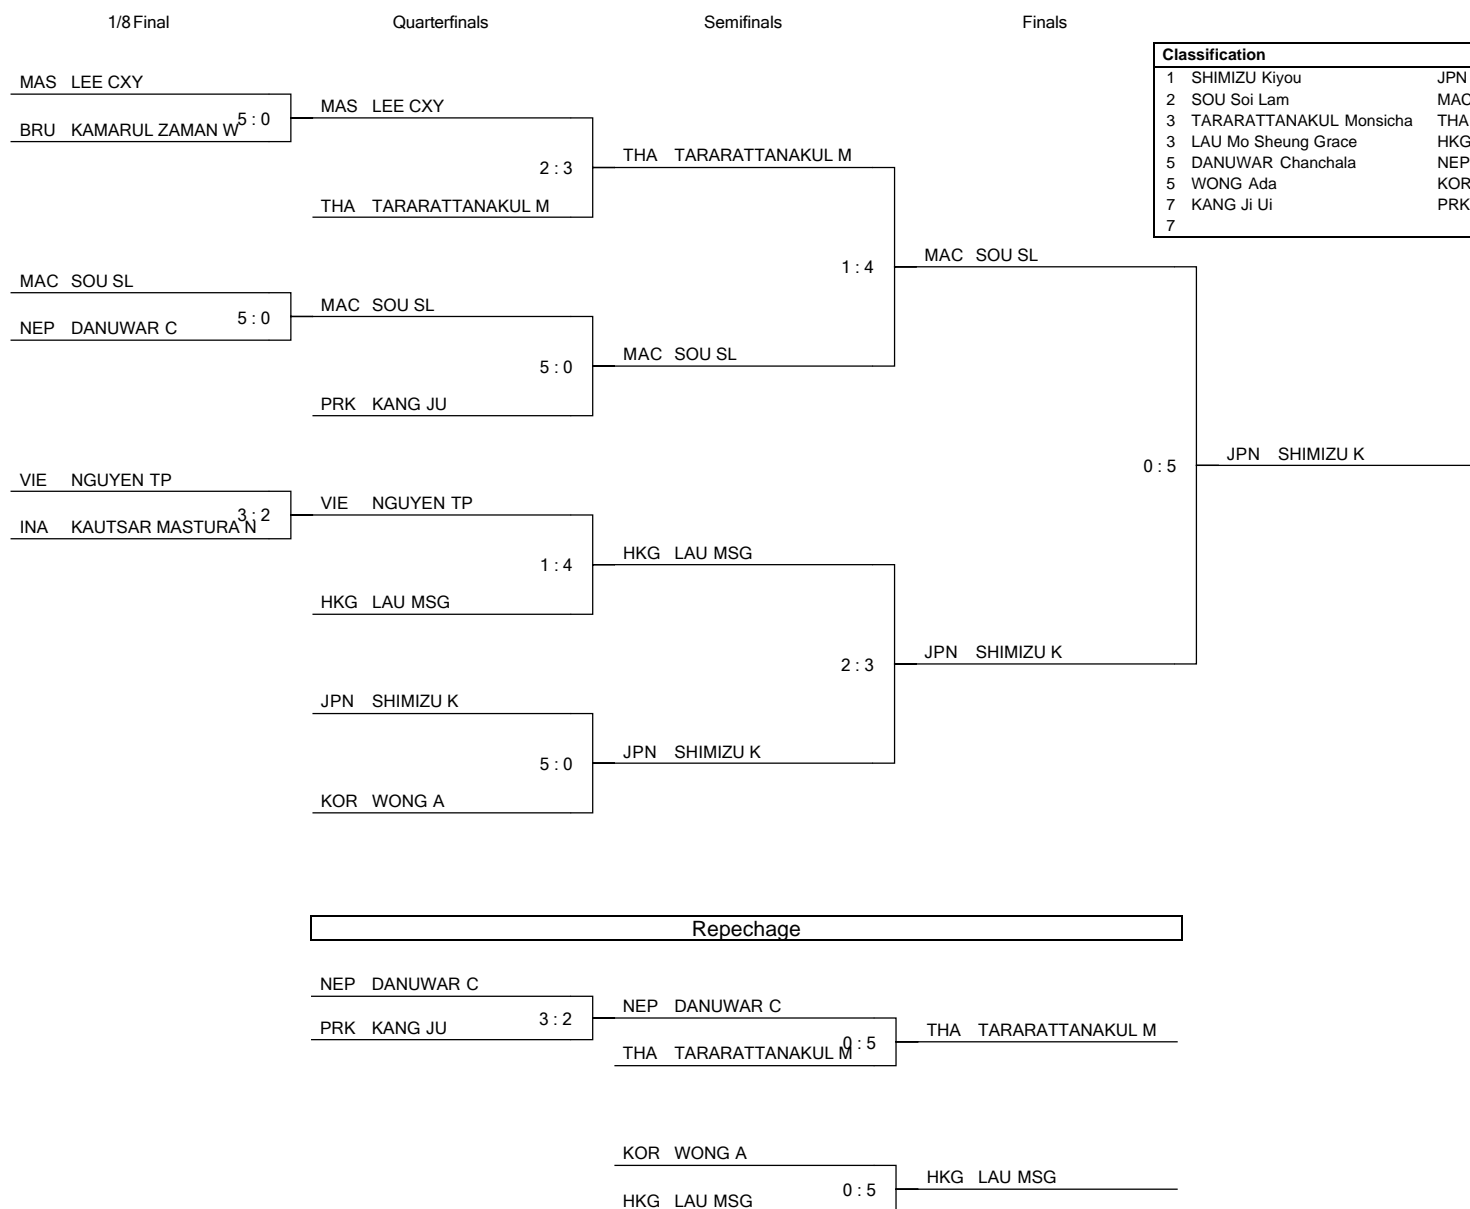 1/8 Final Quarterfinals Semifinals Finals
Classification
1 SHIMIZU Kiyou JPN
2 SOU Soi Lam MAC
3 TARARATTANAKUL Monsicha THA
3 LAU Mo Sheung Grace HKG
5 DANUWAR Chanchala NEP
5 WONG Ada KOR
7 KANG Ji Ui PRK
7
MAS LEE CXY
5 : 0
BRU KAMARUL ZAMAN W
MAS LEE CXY
2 : 3
THA TARARATTANAKUL M
THA TARARATTANAKUL M
1 : 4
MAC SOU SL
MAC SOU SL
5 : 0
NEP DANUWAR C
MAC SOU SL
5 : 0
PRK KANG JU
MAC SOU SL
0 : 5
JPN SHIMIZU K
VIE NGUYEN TP
3 : 2
INA KAUTSAR MASTURA N
VIE NGUYEN TP
1 : 4
HKG LAU MSG
HKG LAU MSG
2 : 3
JPN SHIMIZU K
JPN SHIMIZU K
5 : 0
KOR WONG A
JPN SHIMIZU K
Repechage
NEP DANUWAR C
3 : 2
PRK KANG JU
NEP DANUWAR C
0 : 5
THA TARARATTANAKUL M
THA TARARATTANAKUL M
KOR WONG A
0 : 5
HKG LAU MSG
HKG LAU MSG